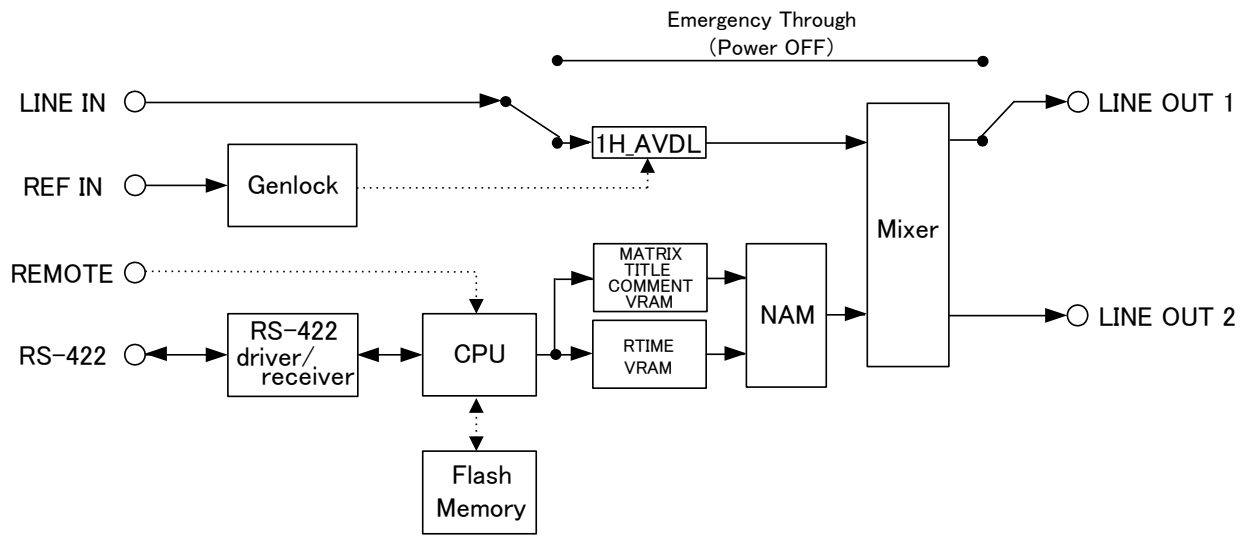 Emergency Through
(Power OFF)
LINE IN
LINE OUT 1
1H_AVDL
REF IN
Genlock
Mixer
REMOTE
MATRIX
TITLE
COMMENT
VRAM
NAM
LINE OUT 2
RS-422
RS-422
driver/
receiver
CPU
RTIME
VRAM
Flash
Memory